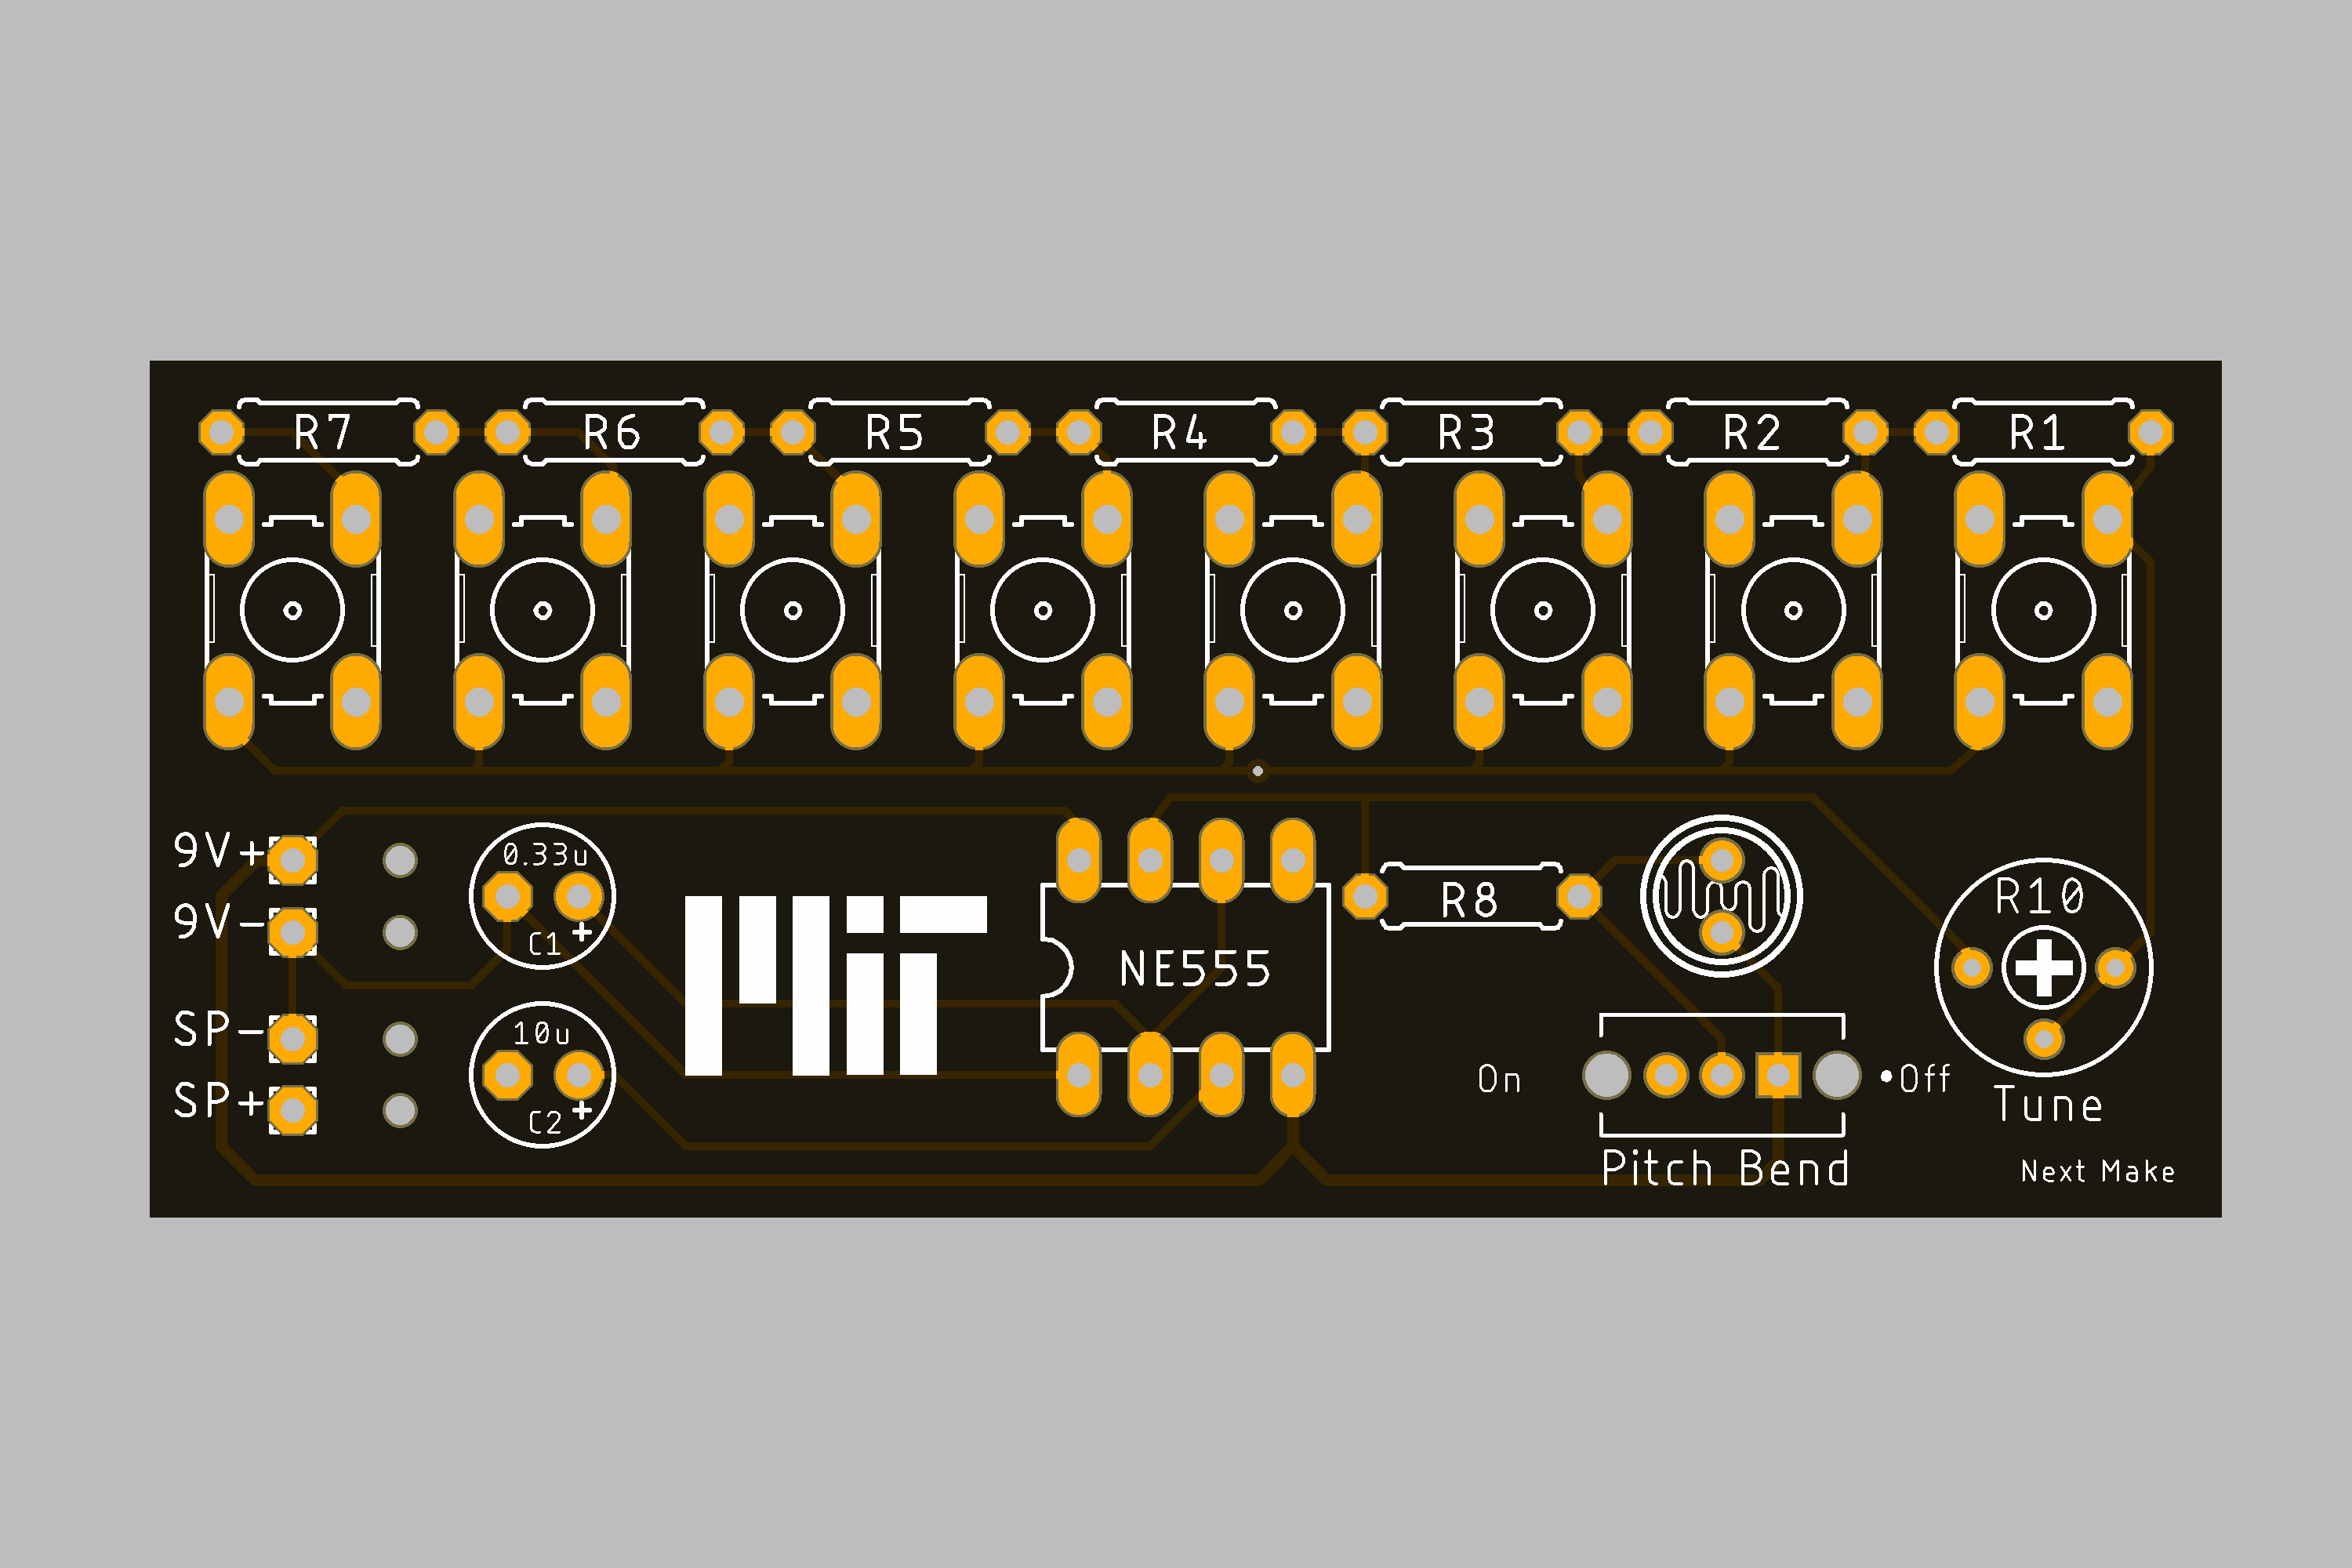 R7 R6 R5 R4 R3 R2 R1
9V+
9V-
SP-
SP+
0.33u
C1 +
10u
C2 +
MIT
NE555
R8
R10
Tune
On
Off
Pitch Bend
Next Make